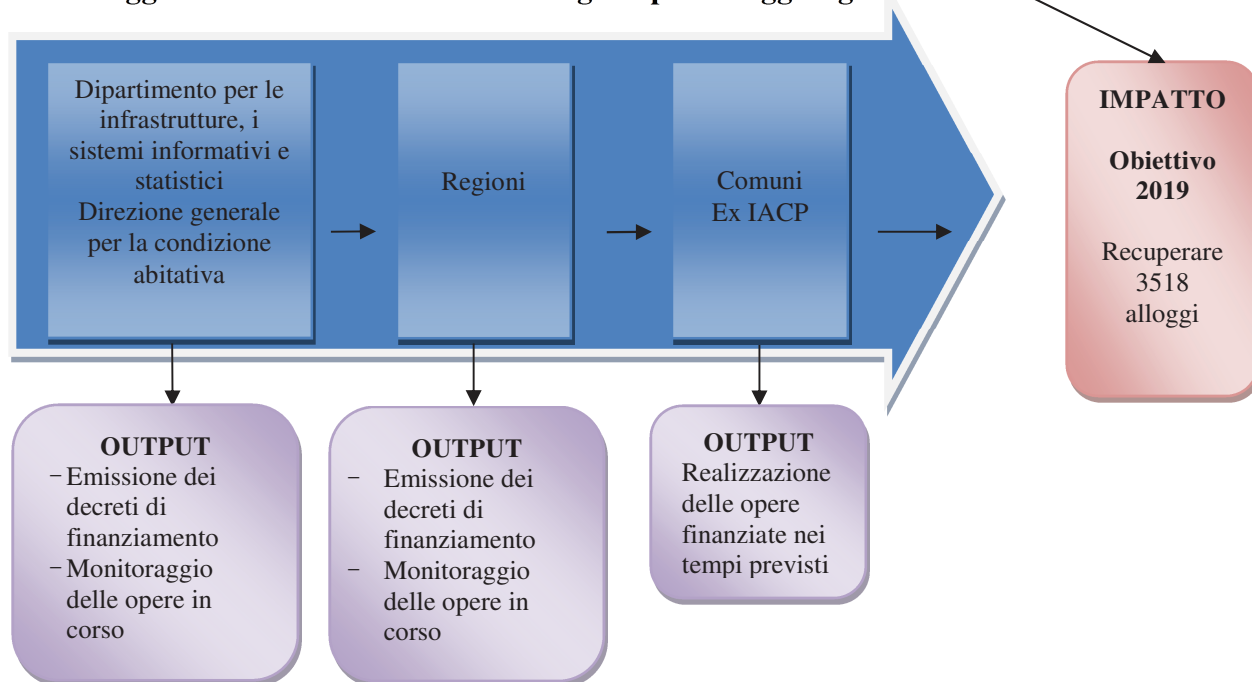 Dipartimento per le
infrastrutture, i
sistemi informativi e
statistici
Direzione generale
per la condizione
abitativa
Regioni
Comuni
Ex IACP
IMPATTO
Obiettivo
2019
Recuperare
3518
alloggi
OUTPUT
- Emissione dei
decreti di
finanziamento
- Monitoraggio
delle opere in
corso
OUTPUT
- Emissione dei
decreti di
finanziamento
- Monitoraggio
delle opere in
corso
OUTPUT
Realizzazione
delle opere
finanziate nei
tempi previsti